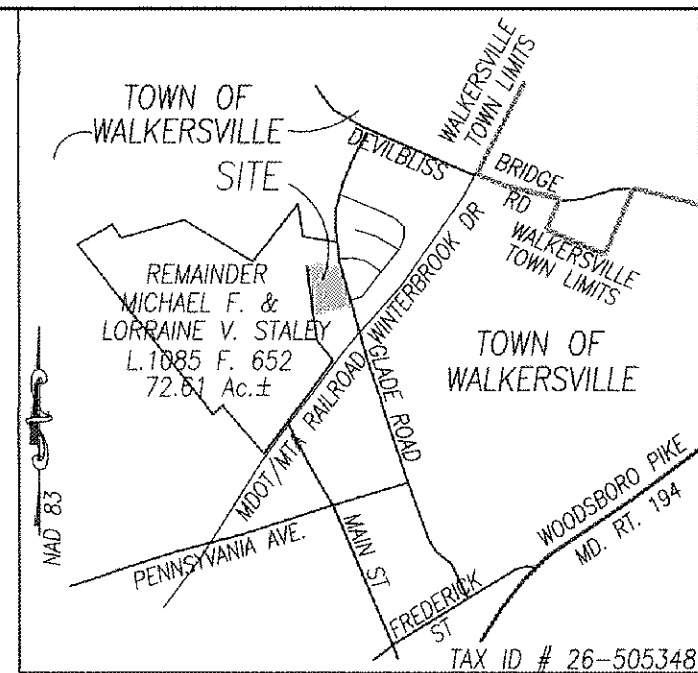 TOWN OF
WALKERSVILLE
SITE
DEVILBLISS
BRIDGE
RD
WALKERSVILLE
TOWN LIMITS
WALKERSVILLE
TOWN LIMITS
REMAINDER
MICHAEL F. &
LORRAINE V. STALEY
L.1085 F. 652
72.61 Ac.±
MDOT/MTA RAILROAD
WINTERBROOK DR
GLADE ROAD
TOWN OF
WALKERSVILLE
NAD 83
PENNSYVANIA AVE.
MAIN ST
FREDERICK
ST
WOODSBORO PIKE
MD. RT. 194
TAX ID # 26-505348